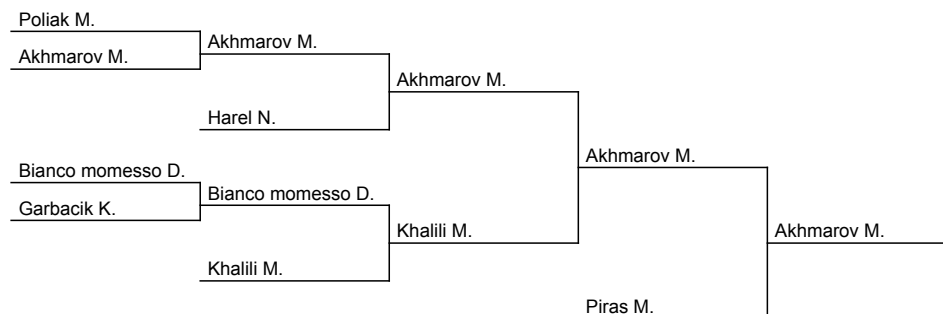 Poliak M.
Akhmarov M.
Akhmarov M.
Akhmarov M.
Harel N.
Akhmarov M.
Bianco momesso D.
Bianco momesso D.
Garbacik K.
Khalili M.
Akhmarov M.
Khalili M.
Piras M.